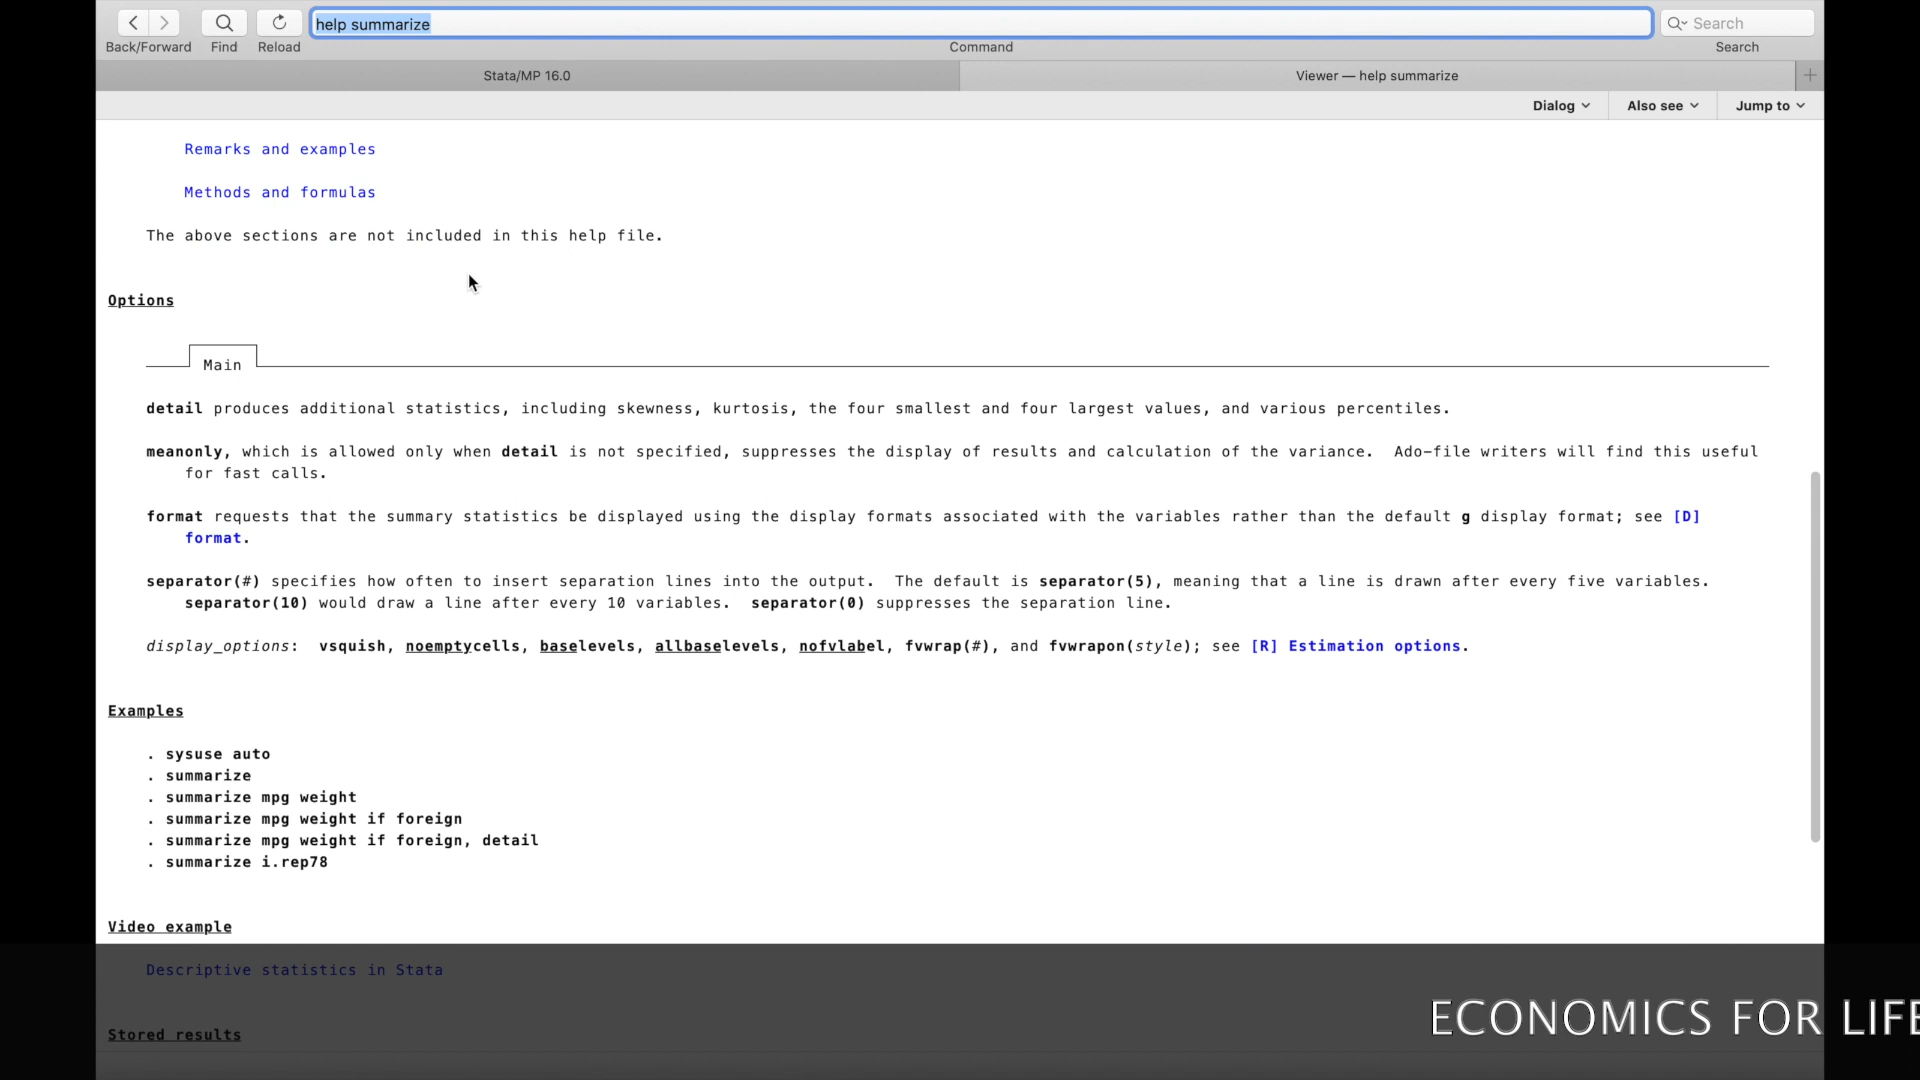 help summarize
Search
Back/Forward
Find
Reload
Command
Search
Stata/MP 16.0
Viewer — help summarize
Dialog
Also see
Jump to
Remarks and examples
Methods and formulas
The above sections are not included in this help file.
Options
Main
detail produces additional statistics, including skewness, kurtosis, the four smallest and four largest values, and various percentiles.
meanonly, which is allowed only when detail is not specified, suppresses the display of results and calculation of the variance.  Ado-file writers will find this useful
for fast calls.
format requests that the summary statistics be displayed using the display formats associated with the variables rather than the default g display format; see [D]
format.
separator(#) specifies how often to insert separation lines into the output.  The default is separator(5), meaning that a line is drawn after every five variables.
separator(10) would draw a line after every 10 variables.  separator(0) suppresses the separation line.
display_options:  vsquish, noemptycells, baselevels, allbaselevels, nofvlabel, fvwrap(#), and fvwrapon(style); see [R] Estimation options.
Examples
. sysuse auto
. summarize
. summarize mpg weight
. summarize mpg weight if foreign
. summarize mpg weight if foreign, detail
. summarize i.rep78
Video example
Descriptive statistics in Stata
Stored results
ECONOMICS FOR LIFE